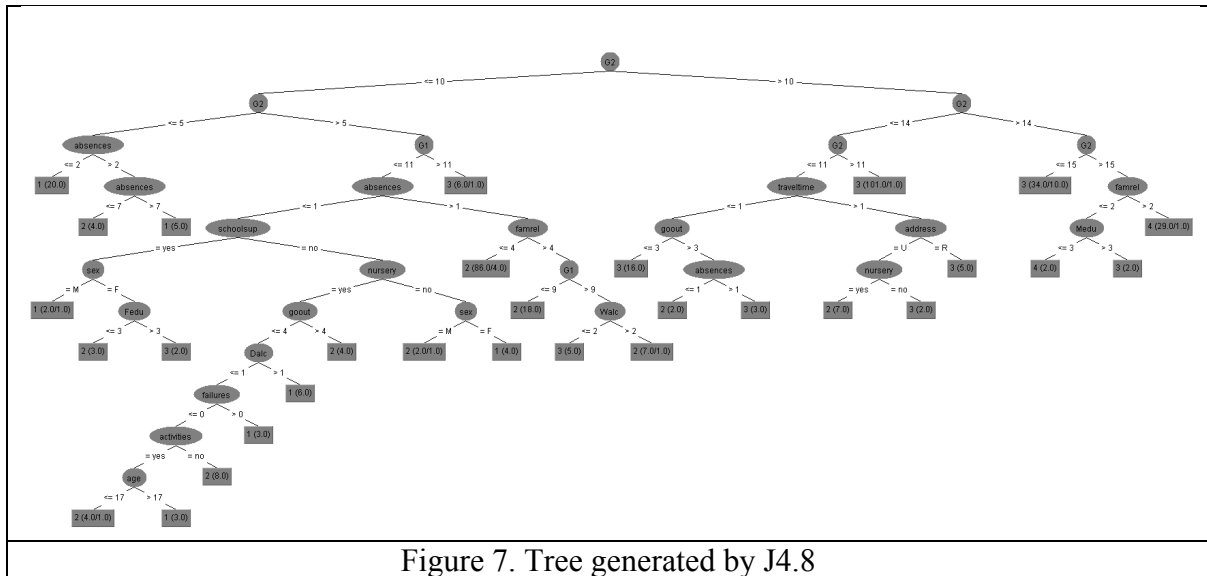 G2
<= 10 > 10
G2 G2
<= 5 > 5 <= 14 > 14
absences G1 G2 G2
<= 2 > 2 <= 11 > 11 <= 11 > 11 <= 15 > 15
1 (20.0) absences absences 3 (6.0/1.0) traveltime 3 (101.0/1.0) 3 (34.0/10.0) famrel
<= 7 > 7 <= 1 > 1 <= 1 > 1 <= 2 > 2
2 (4.0) 1 (5.0) schoolsup famrel goout address Medu 4 (29.0/1.0)
= yes = no <= 4 > 4 <= 3 > 3 = U = R <= 3 > 3
sex nursery 2 (86.0/4.0) G1 3 (16.0) absences nursery 3 (5.0) 4 (2.0) 3 (2.0)
= M = F = yes = no <= 9 > 9 <= 1 > 1 = yes = no
1 (2.0/1.0) Fedu goout sex 2 (18.0) Walc 2 (2.0) 3 (3.0) 2 (7.0) 3 (2.0)
<= 3 > 3 <= 4 > 4 = M = F <= 2 > 2
2 (3.0) 3 (2.0) Dalc 2 (4.0) 2 (2.0/1.0) 1 (4.0) 3 (5.0) 2 (7.0/1.0)
<= 1 > 1
failures 1 (6.0)
<= 0 > 0
activities 1 (3.0)
= yes = no
age 2 (8.0)
<= 17 > 17
2 (4.0/1.0) 1 (3.0)
Figure 7. Tree generated by J4.8